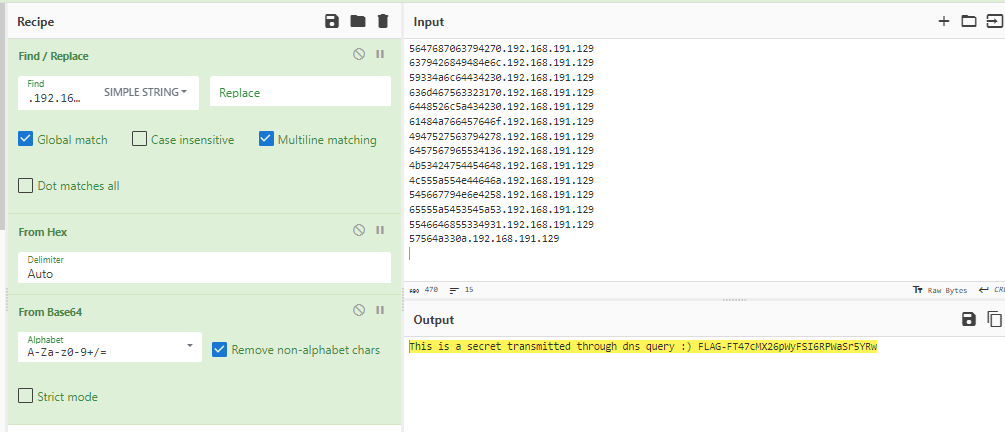 Recipe
Input
Find / Replace
Find
.192.16…
SIMPLE STRING
Replace
Global match
Case insensitive
Multiline matching
Dot matches all
From Hex
Delimiter
Auto
From Base64
Alphabet
A-Za-z0-9+/=
Remove non-alphabet chars
Strict mode
5647687063794270.192.168.191.129
6379426849484e6c.192.168.191.129
59334a6c64434230.192.168.191.129
636d467563323170.192.168.191.129
6448526c5a434230.192.168.191.129
61484a766457646f.192.168.191.129
4947527563794278.192.168.191.129
6457567965534136.192.168.191.129
4b53424754454648.192.168.191.129
4c555a554e44646a.192.168.191.129
545667794e6e4258.192.168.191.129
65555a5453545a53.192.168.191.129
5546646855334931.192.168.191.129
57564a330a.192.168.191.129
ABC 470 15
Raw Bytes
Output
This is a secret transmitted through dns query :) FLAG-FT47cMX26pWyFSI6RPWaSr5YRw